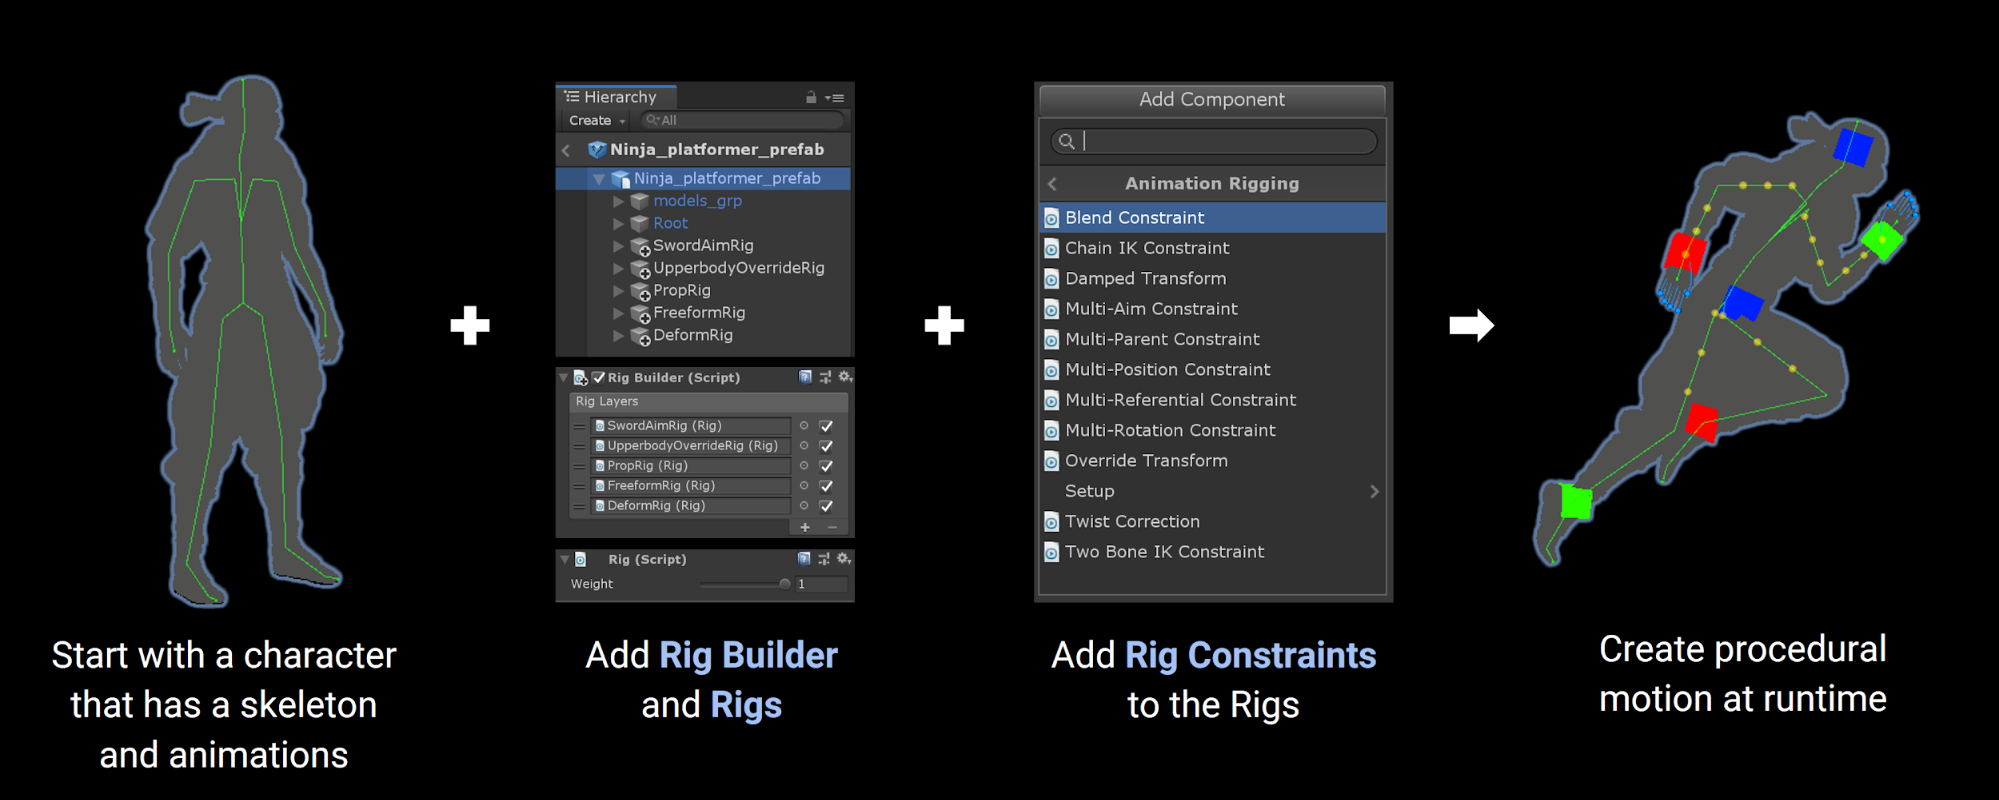 Hierarchy
Create
All
Ninja_platformer_prefab
Ninja_platformer_prefab
models_grp
Root
SwordAimRig
UpperbodyOverrideRig
PropRig
FreeformRig
DeformRig
Rig Builder (Script)
Rig Layers
SwordAimRig (Rig)
UpperbodyOverrideRig (Rig)
PropRig (Rig)
FreeformRig (Rig)
DeformRig (Rig)
Rig (Script)
Weight 1
Add Component
Animation Rigging
Blend Constraint
Chain IK Constraint
Damped Transform
Multi-Aim Constraint
Multi-Parent Constraint
Multi-Position Constraint
Multi-Referential Constraint
Multi-Rotation Constraint
Override Transform
Setup
Twist Correction
Two Bone IK Constraint
Start with a character
that has a skeleton
and animations
Add Rig Builder
and Rigs
Add Rig Constraints
to the Rigs
Create procedural
motion at runtime